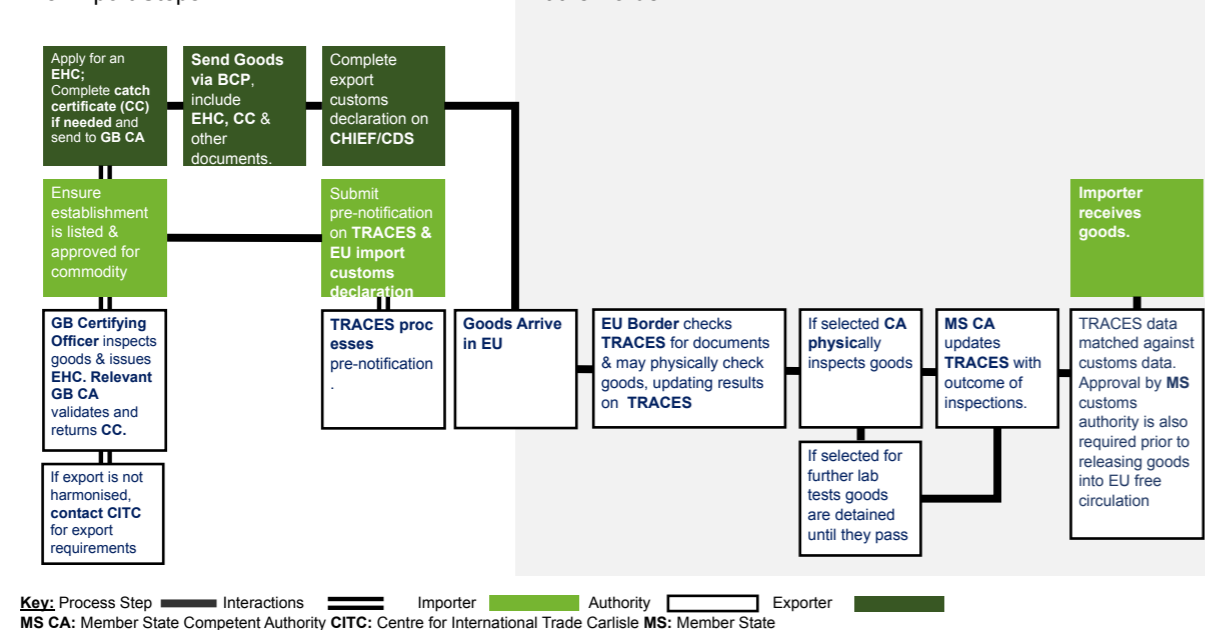 Apply for an
EHC;
Complete catch
certificate (CC)
if needed and
send to GB CA
Send Goods
via BCP,
include
EHC, CC &
other
documents.
Complete
export
customs
declaration on
CHIEF/CDS
Ensure
establishment
is listed &
approved for
commodity
Submit
pre-notification
on TRACES &
EU import
customs
declaration
Importer
receives
goods.
GB Certifying
Officer inspects
goods & issues
EHC. Relevant
GB CA
validates and
returns CC.
TRACES proc
esses
pre-notification
.
Goods Arrive
in EU
EU Border checks
TRACES for documents
& may physically check
goods, updating results
on TRACES
If selected CA
physically
inspects goods
MS CA
updates
TRACES with
outcome of
inspections.
TRACES data
matched against
customs data.
Approval by MS
customs
authority is also
required prior to
releasing goods
into EU free
circulation
If selected for
further lab
tests goods
are detained
until they pass
If export is not
harmonised,
contact CITC
for export
requirements
Key: Process Step Interactions Importer Authority Exporter
MS CA: Member State Competent Authority CITC: Centre for International Trade Carlisle MS: Member State